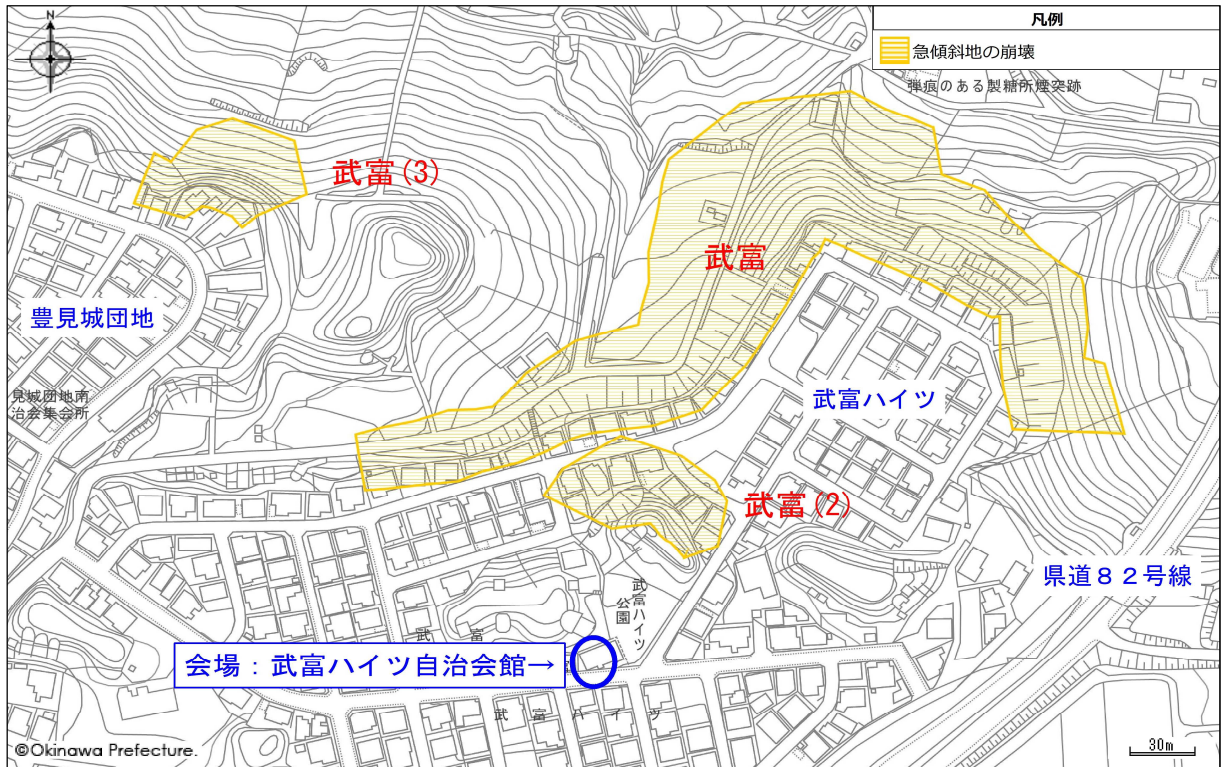 N
凡例
急傾斜地の崩壊
弾痕のある製糖所煙突跡
武富(3)
武富
豊見城団地
見城団地南
治会集会所
武富ハイツ
武富(2)
県道82号線
武富ハイツ
公園
武富
会場:武富ハイツ自治会館→
武富ハイツ
©Okinawa Prefecture.
30m